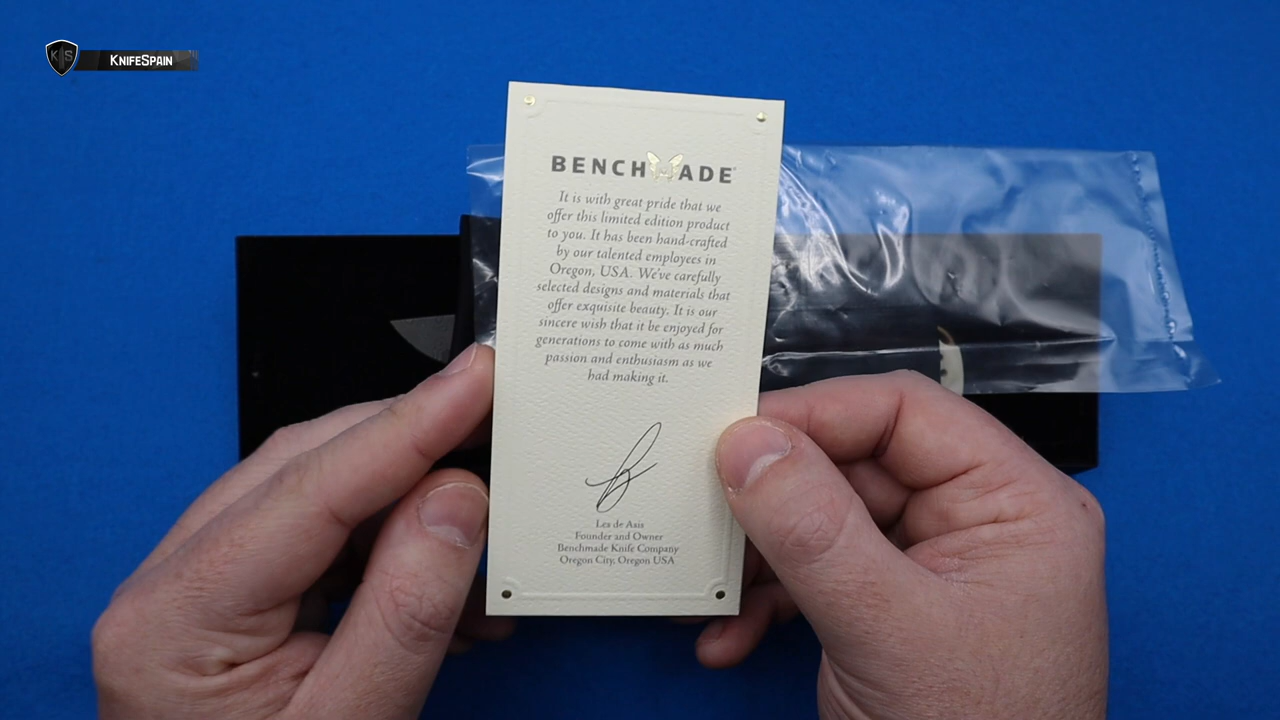 KS
KNIFESPAIN
BENCHMADE
It is with great pride that we
offer this limited edition product
to you. It has been hand-crafted
by our talented employees in
Oregon, USA. We've carefully
selected designs and materials that
offer exquisite beauty. It is our
sincere wish that it be enjoyed for
generations to come with as much
passion and enthusiasm as we
had making it.
Les de Asis
Founder and Owner
Benchmade Knife Company
Oregon City, Oregon USA